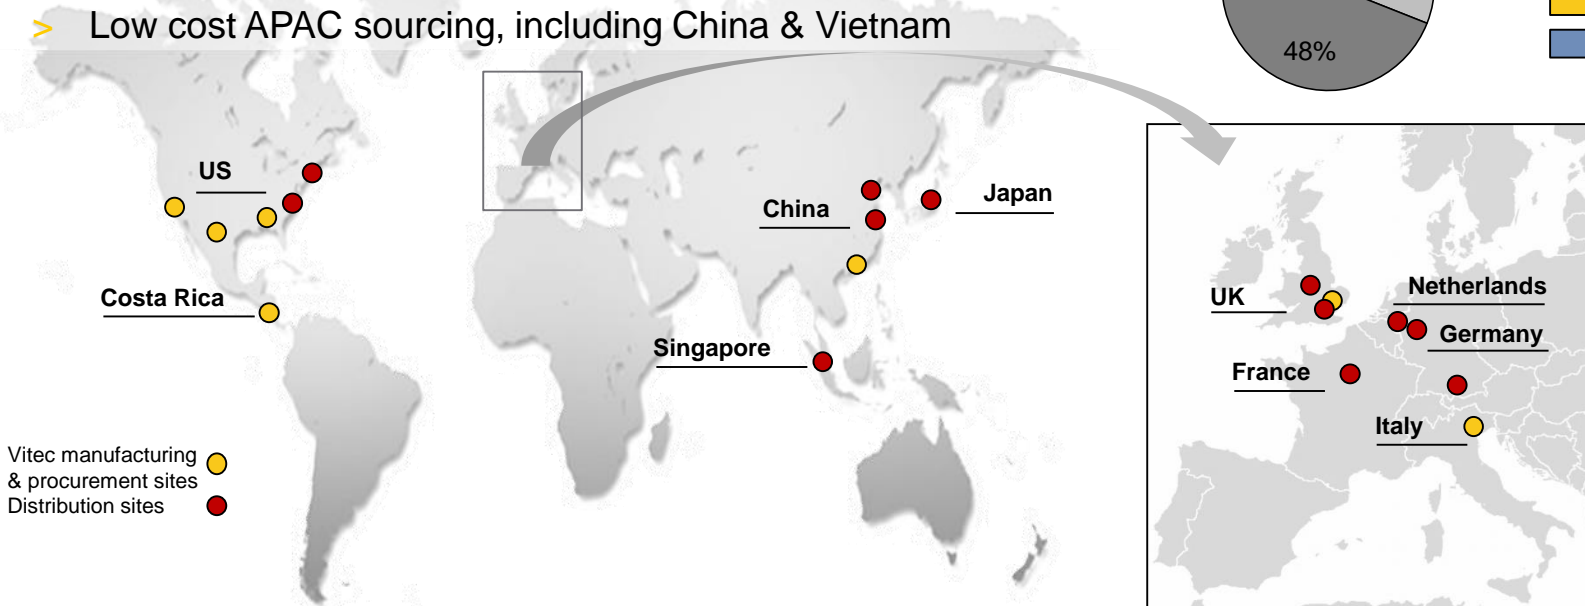 > Low cost APAC sourcing, including China & Vietnam
48%
US
China
Japan
Costa Rica
Singapore
UK
Netherlands
Germany
France
Italy
Vitec manufacturing
& procurement sites
Distribution sites